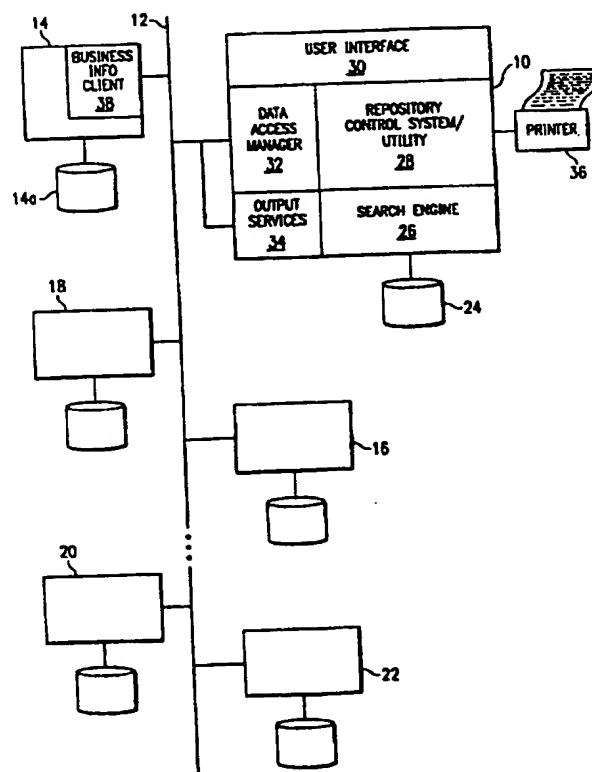 14
12
BUSINESS
INFO
CLIENT
38
14a
USER INTERFACE
30
10
DATA
ACCESS
MANAGER
32
REPOSITORY
CONTROL SYSTEM/
UTILITY
28
PRINTER
36
OUTPUT
SERVICES
34
SEARCH ENGINE
26
24
18
16
20
22